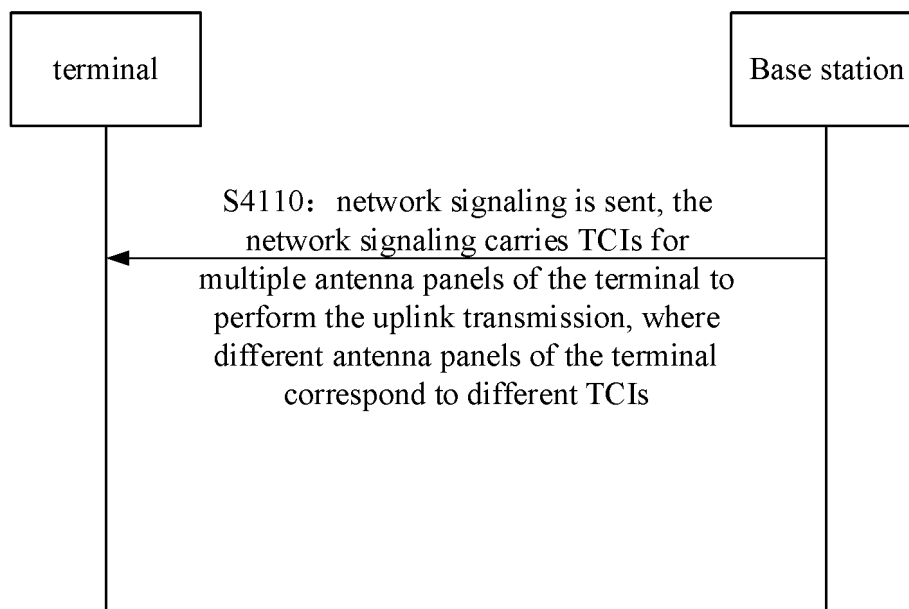 terminal
Base station
S4110：network signaling is sent, the
network signaling carries TCIs for
multiple antenna panels of the terminal to
perform the uplink transmission, where
different antenna panels of the terminal
correspond to different TCIs